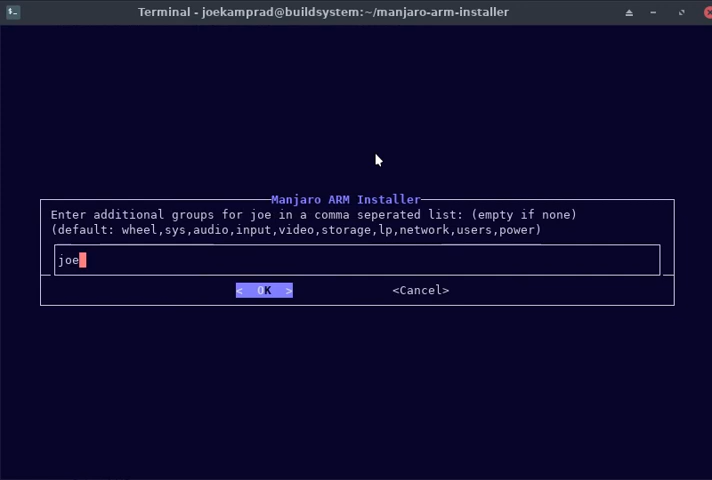 Terminal - joekamprad@buildsystem:~/manjaro-arm-installer
Manjaro ARM Installer
Enter additional groups for joe in a comma seperated list: (empty if none)
(default: wheel,sys,audio,input,video,storage,lp,network,users,power)
joe
<  OK  > <Cancel>